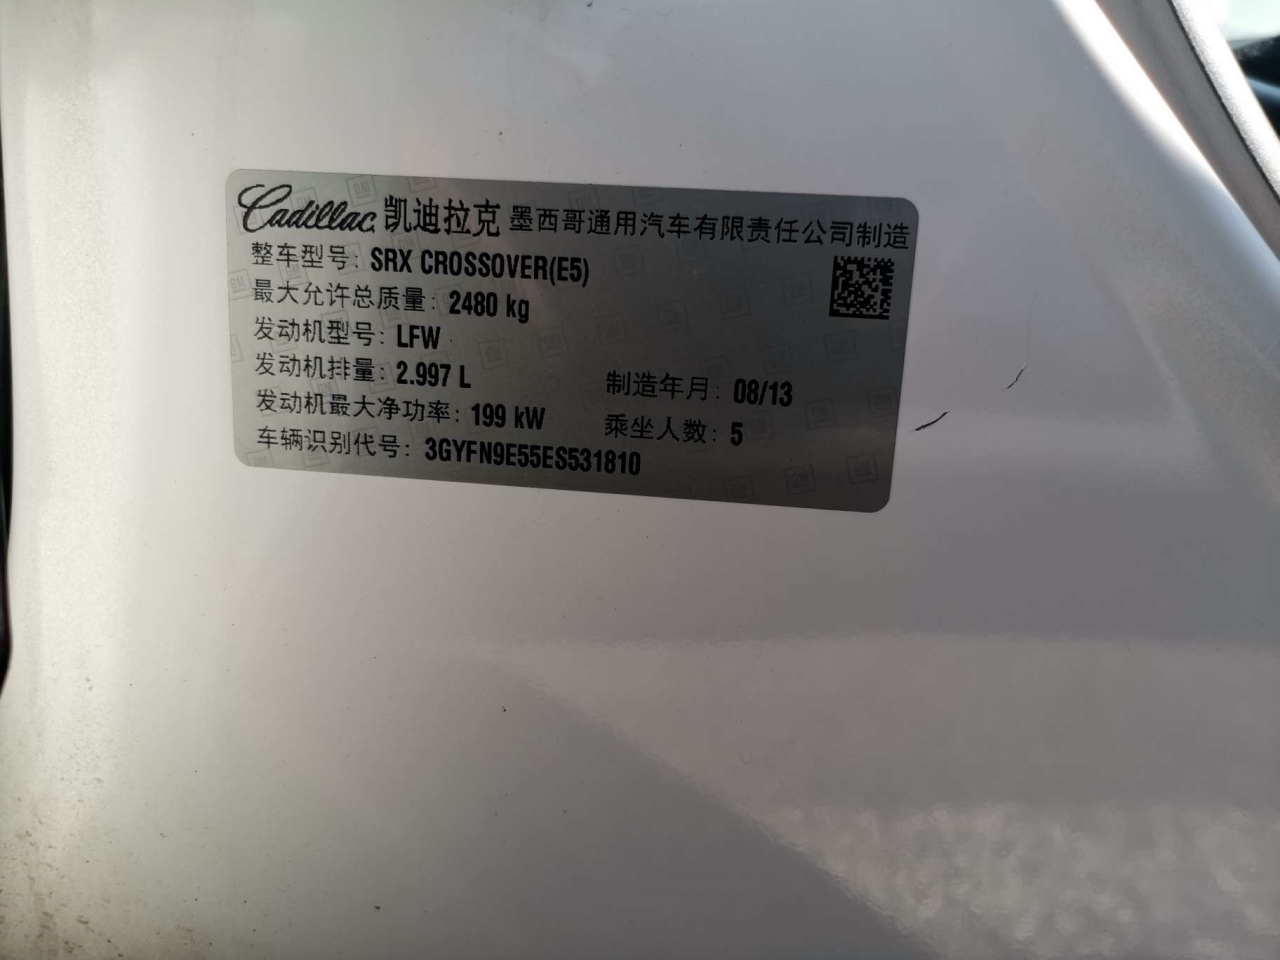 Cadillac 凯迪拉克 墨西哥通用汽车有限责任公司制造
整车型号: SRX CROSSOVER(E5)
最大允许总质量: 2480 kg
发动机型号: LFW
发动机排量: 2.997 L 制造年月: 08/13
发动机最大净功率: 199 kW 乘坐人数: 5
车辆识别代号: 3GYFN9E55ES531810